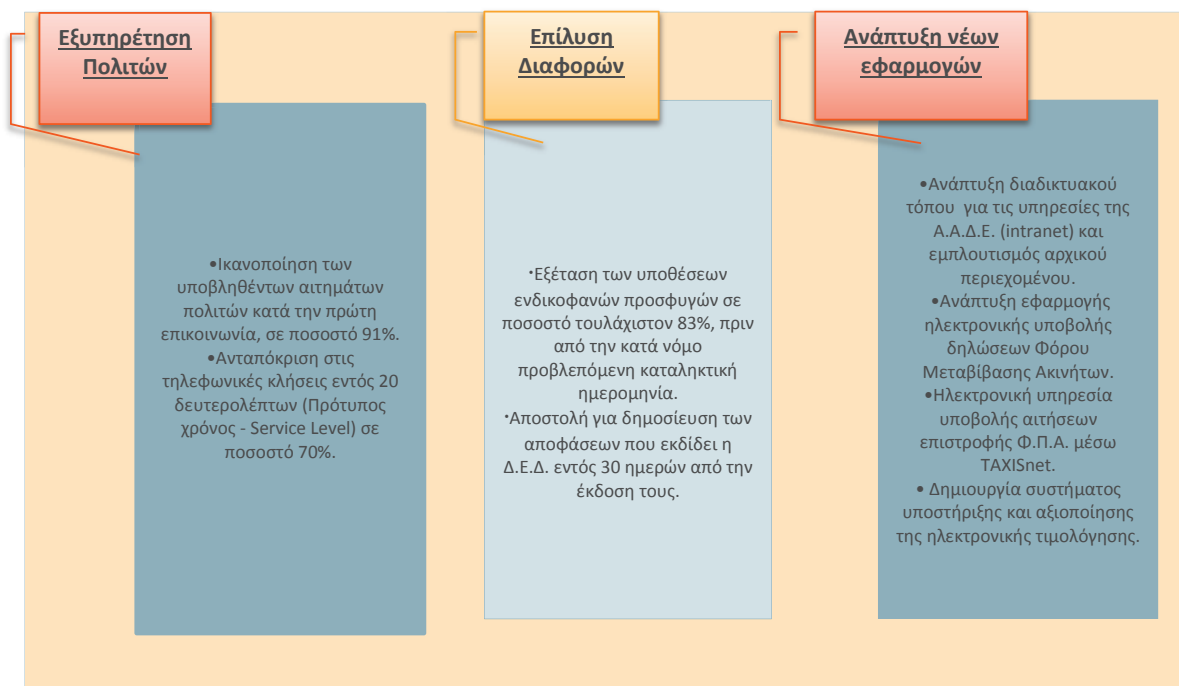 Εξυπηρέτηση
Πολιτών
•Ικανοποίηση των
υποβληθέντων αιτημάτων
πολιτών κατά την πρώτη
επικοινωνία, σε ποσοστό 91%.
•Ανταπόκριση στις
τηλεφωνικές κλήσεις εντός 20
δευτερολέπτων (Πρότυπος
χρόνος - Service Level) σε
ποσοστό 70%.
Επίλυση
Διαφορών
•Εξέταση των υποθέσεων
ενδικοφανών προσφυγών σε
ποσοστό τουλάχιστον 83%, πριν
από την κατά νόμο
προβλεπόμενη καταληκτική
ημερομηνία.
•Αποστολή για δημοσίευση των
αποφάσεων που εκδίδει η
Δ.Ε.Δ. εντός 30 ημερών από την
έκδοση τους.
Ανάπτυξη νέων
εφαρμογών
•Ανάπτυξη διαδικτυακού
τόπου για τις υπηρεσίες της
Α.Α.Δ.Ε. (intranet) και
εμπλουτισμός αρχικού
περιεχομένου.
•Ανάπτυξη εφαρμογής
ηλεκτρονικής υποβολής
δηλώσεων Φόρου
Μεταβίβασης Ακινήτων.
•Ηλεκτρονική υπηρεσία
υποβολής αιτήσεων
επιστροφής Φ.Π.Α. μέσω
TAXISnet.
• Δημιουργία συστήματος
υποστήριξης και αξιοποίησης
της ηλεκτρονικής τιμολόγησης.